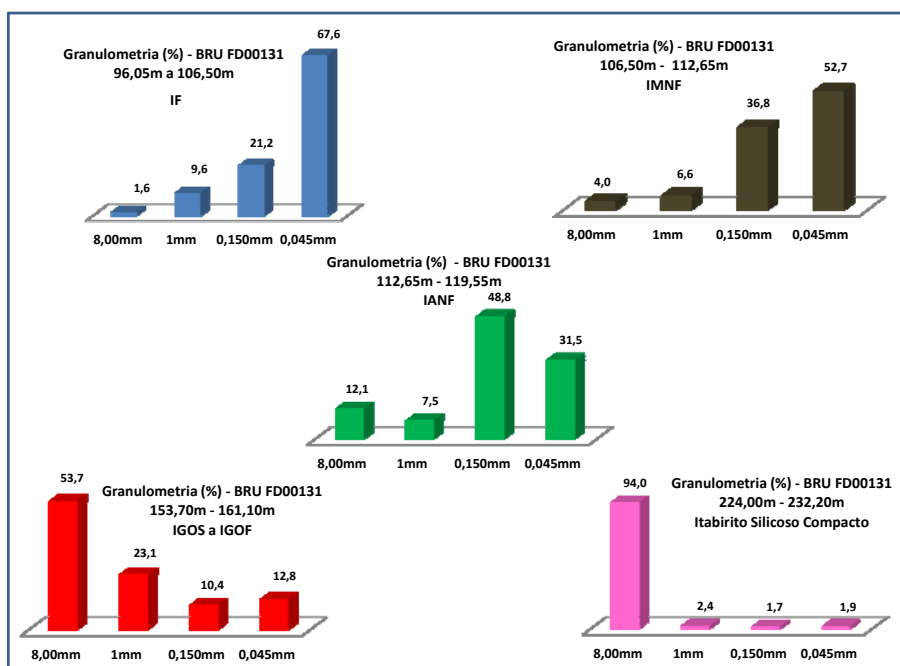 Granulometria (%) - BRU FD00131
96,05m a 106,50m
IF
1,6
9,6
21,2
67,6
8,00mm 1mm 0,150mm 0,045mm
Granulometria (%) - BRU FD00131
106,50m - 112,65m
IMNF
4,0
6,6
36,8
52,7
8,00mm 1mm 0,150mm 0,045mm
Granulometria (%) - BRU FD00131
112,65m - 119,55m
IANF
12,1
7,5
48,8
31,5
8,00mm 1mm 0,150mm 0,045mm
Granulometria (%) - BRU FD00131
153,70m - 161,10m
IGOS a IGOF
53,7
23,1
10,4
12,8
8,00mm 1mm 0,150mm 0,045mm
Granulometria (%) - BRU FD00131
224,00m - 232,20m
Itabirito Silicoso Compacto
94,0
2,4
1,7
1,9
8,00mm 1mm 0,150mm 0,045mm